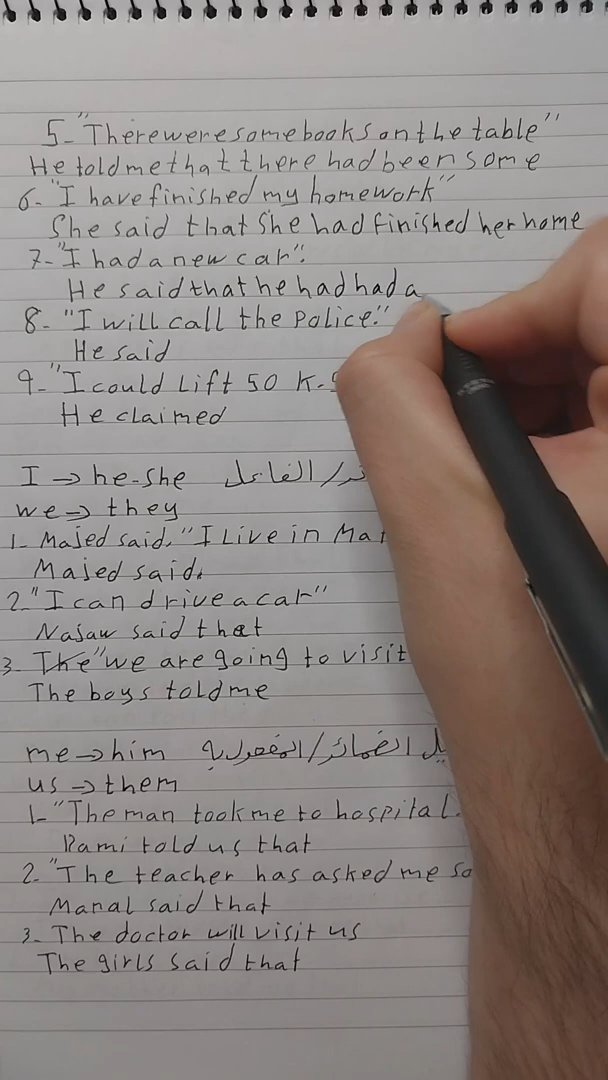 5- "There were some books on the table"
He told me that there had been some
6- "I have finished my homework"
She said that She had finished her home
7- "I had a new car".
He said that he had had a
8- "I will call the Police."
He said
9- "I could Lift 50 K.
He claimed
I → he-she الفاعل /
we → they
1- Majed said, "I Live in Mar
Majed said,
2- "I can drive a car"
Najaw said that
3- "we are going to visit
The boys told me
me → him الضمائر/المفعولية
us → them
1- "The man took me to hospital.
Rami told us that
2- "The teacher has asked me so
Manal said that
3- The doctor will visit us
The girls said that